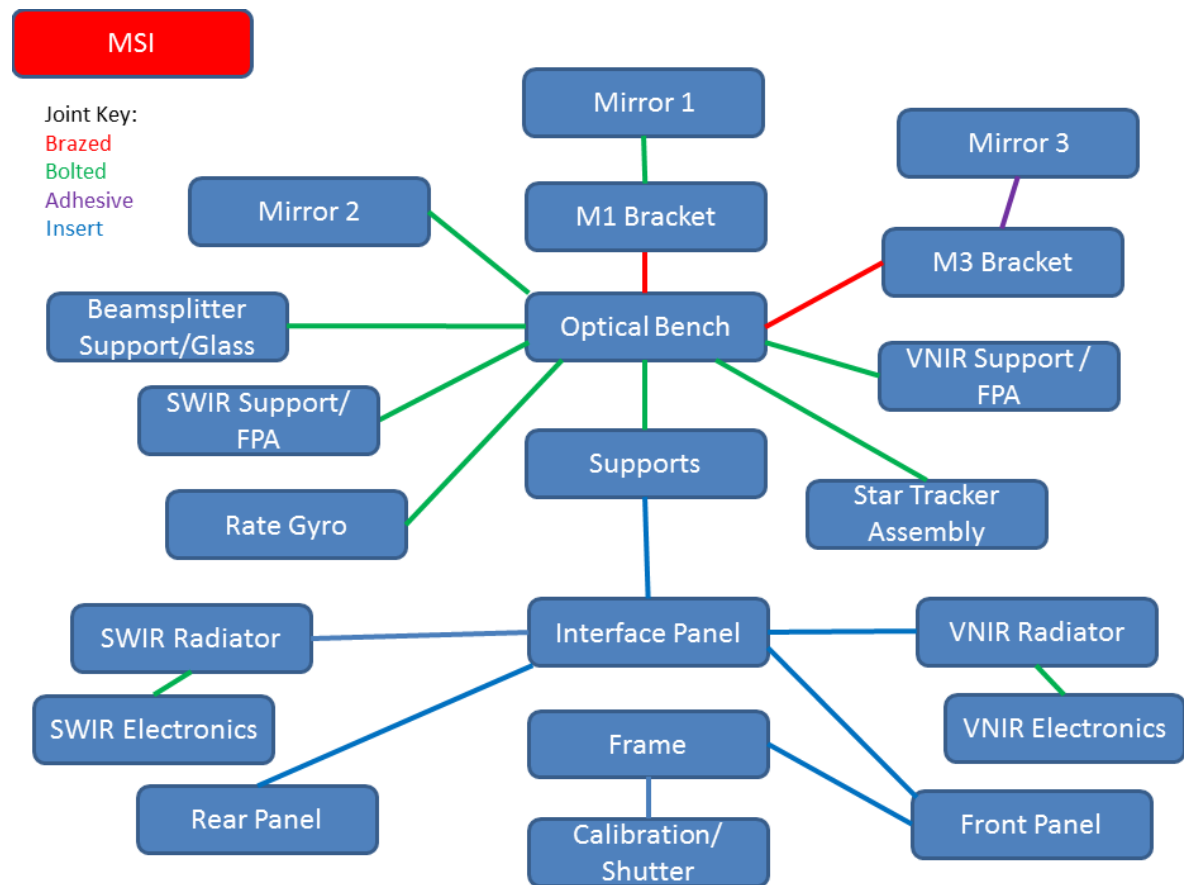 MSI
Joint Key:
Brazed
Bolted
Adhesive
Insert
Mirror 1
Mirror 3
Mirror 2
M1 Bracket
M3 Bracket
Beamsplitter
Support/Glass
Optical Bench
VNIR Support /
FPA
SWIR Support/
FPA
Supports
Star Tracker
Assembly
Rate Gyro
SWIR Radiator
Interface Panel
VNIR Radiator
SWIR Electronics
Frame
VNIR Electronics
Rear Panel
Calibration/
Shutter
Front Panel